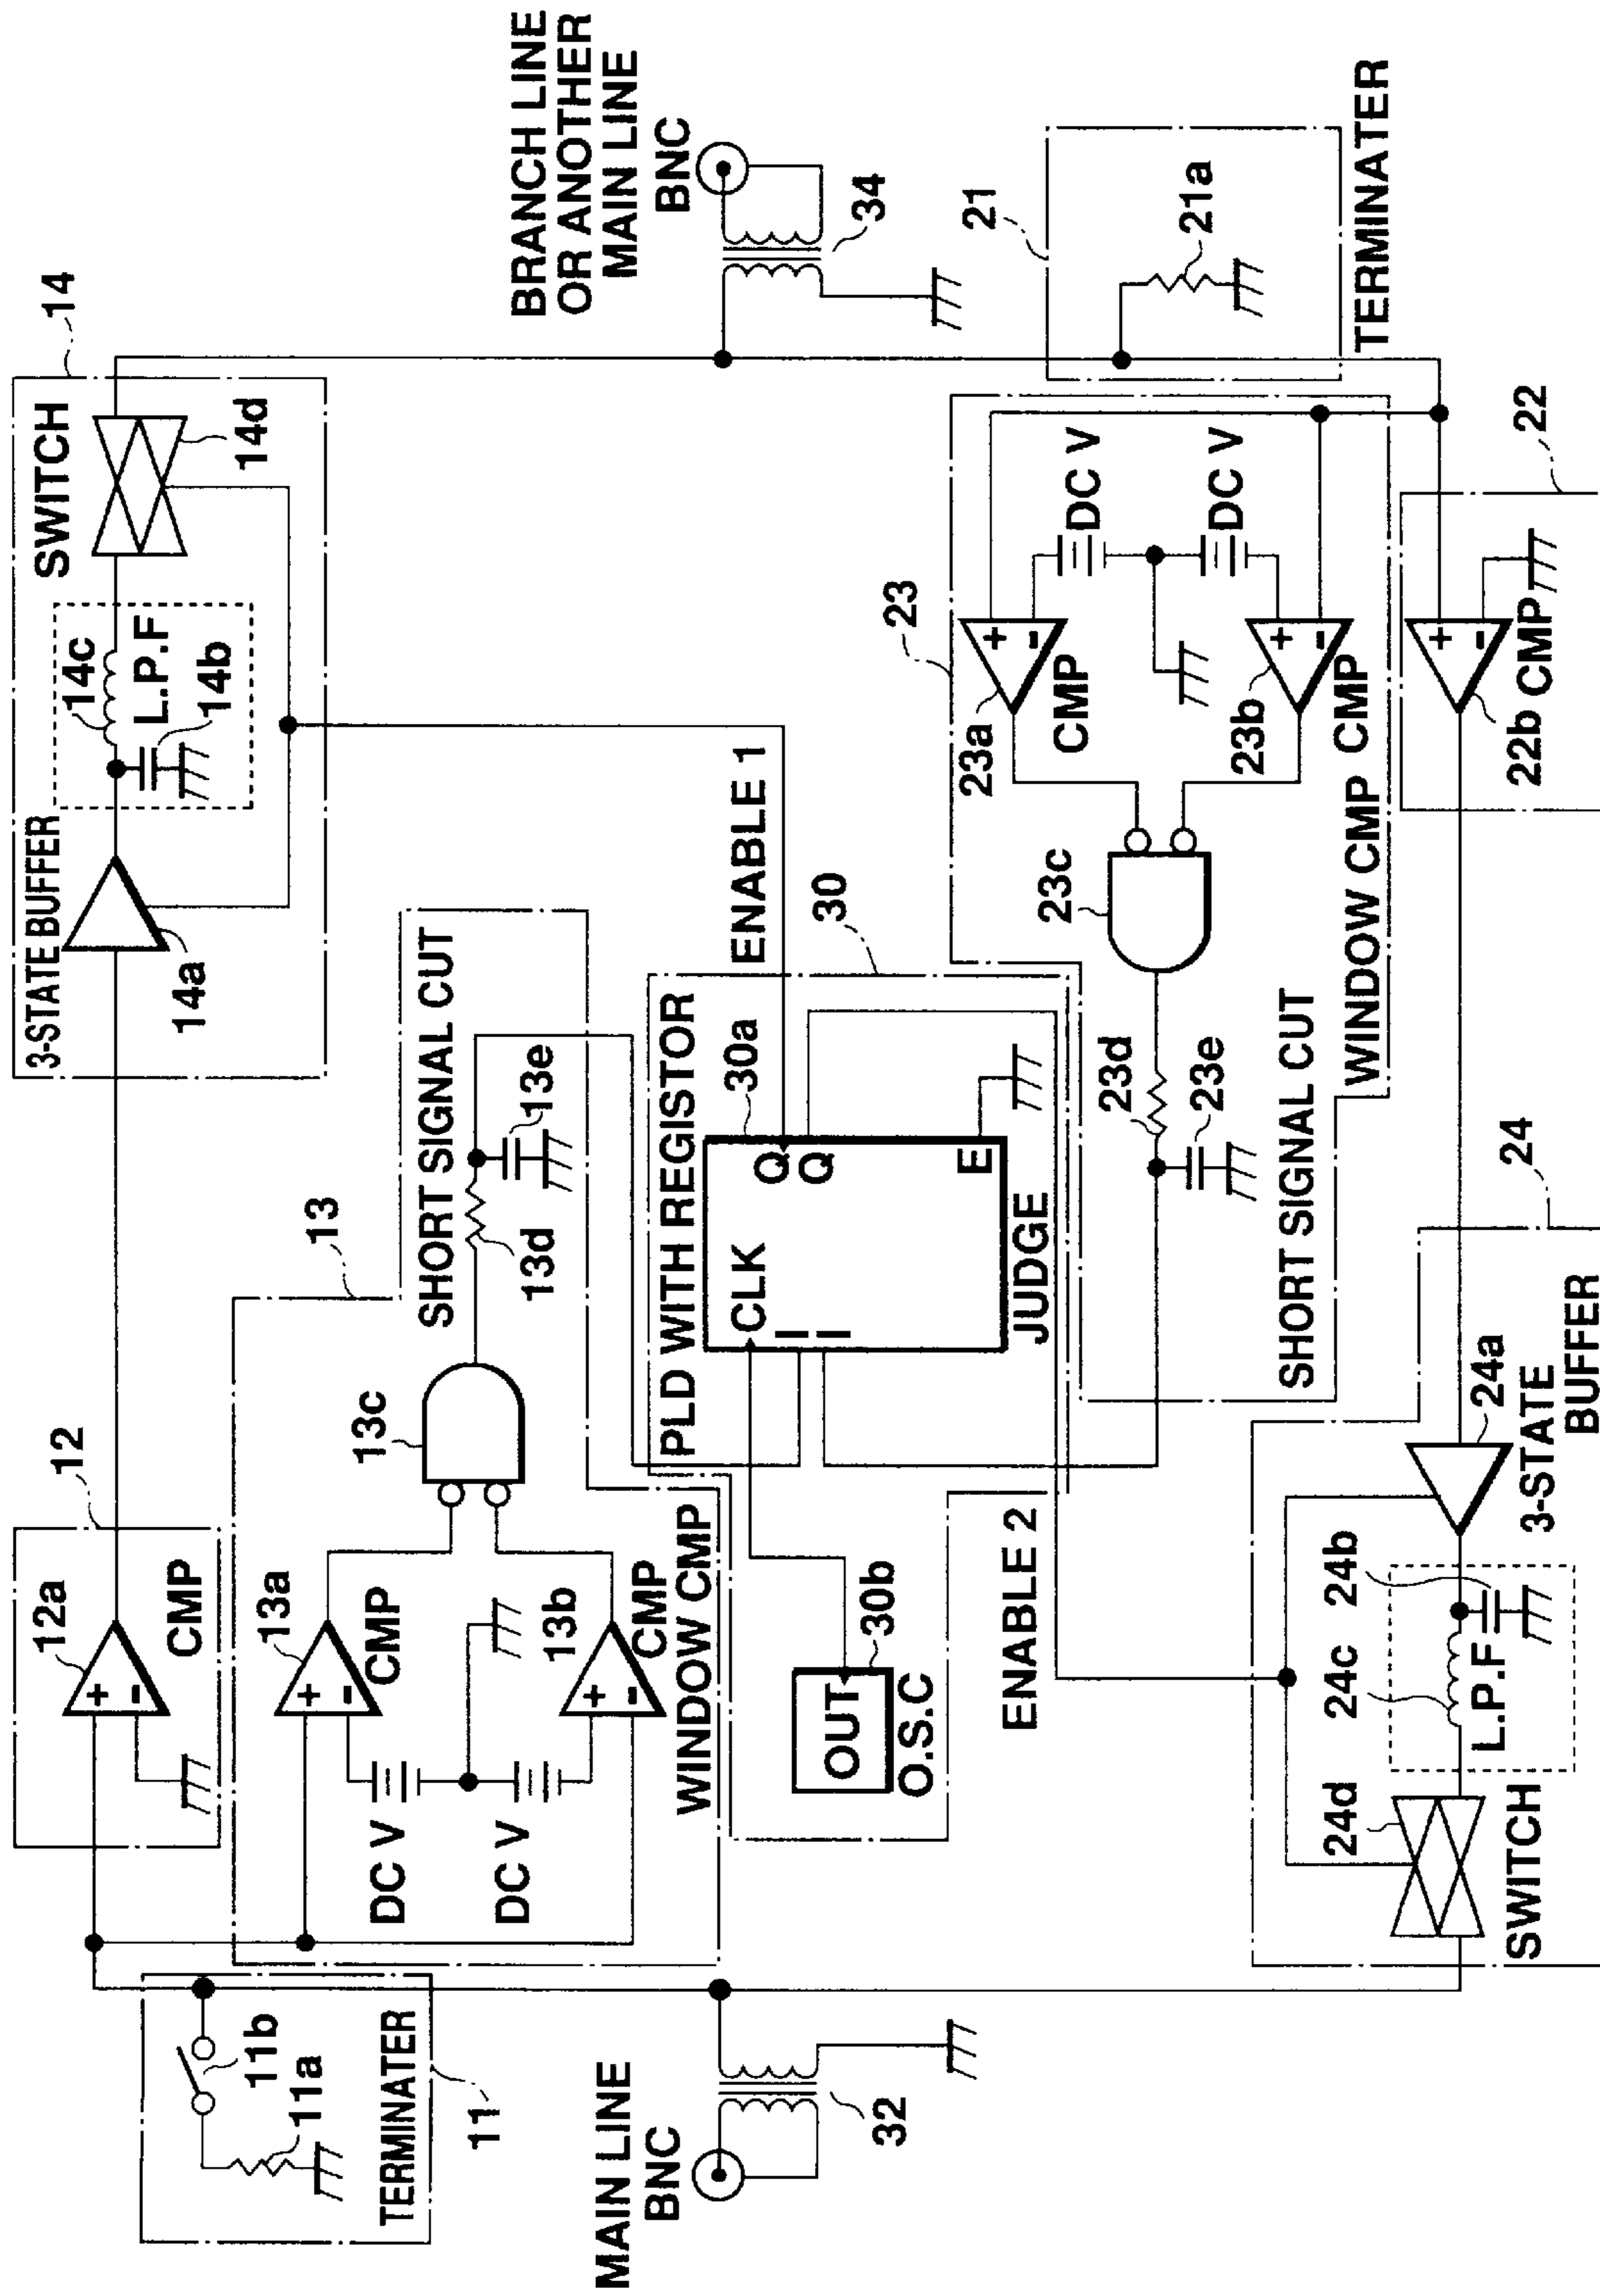 14
SWITCH
14d
14c
L.P.F
14b
3-STATE BUFFER
14a
12
12a
+
-
CMP
BRANCH LINE
OR ANOTHER
MAIN LINE
BNC
34
13
SHORT SIGNAL CUT
13e
13d
13c
13a
+
-
CMP
13b
+
-
CMP
DC V
DC V
WINDOW CMP
11b
11a
TERMINATER
11
MAIN LINE
BNC
32
ENABLE 1
30
PLD WITH REGISTOR
30a
CLK
Q
Q
I
I
E
JUDGE
30b
OUT
O.S.C
ENABLE 2
21
21a
TERMINATER
23
DC V
DC V
23a
+
-
CMP
23b
+
-
CMP
23c
23d
23e
SHORT SIGNAL CUT
WINDOW CMP
22
+
-
22b CMP
24
24a
3-STATE
BUFFER
24b
24c
L.P.F
24d
SWITCH